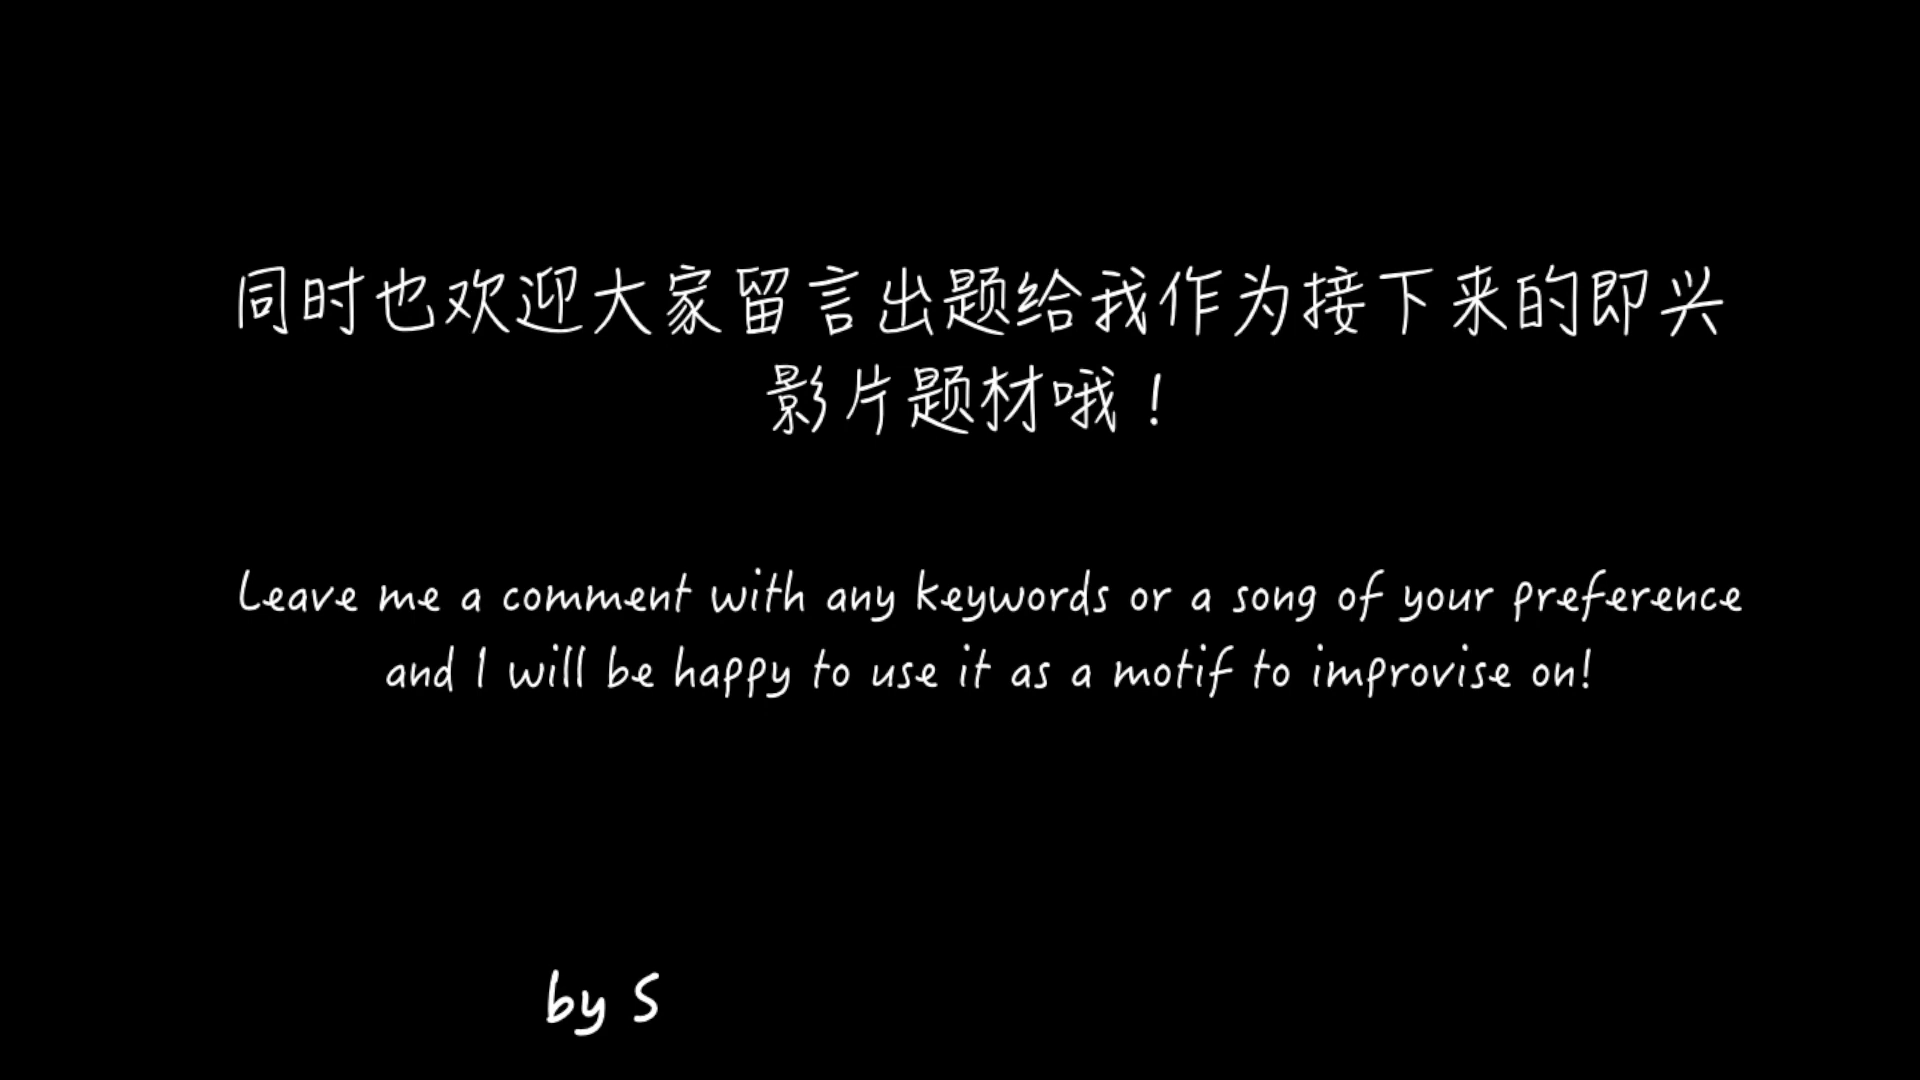 同时也欢迎大家留言出题给我作为接下来的即兴
影片题材哦！
Leave me a comment with any keywords or a song of your preference
and I will be happy to use it as a motif to improvise on!
by S